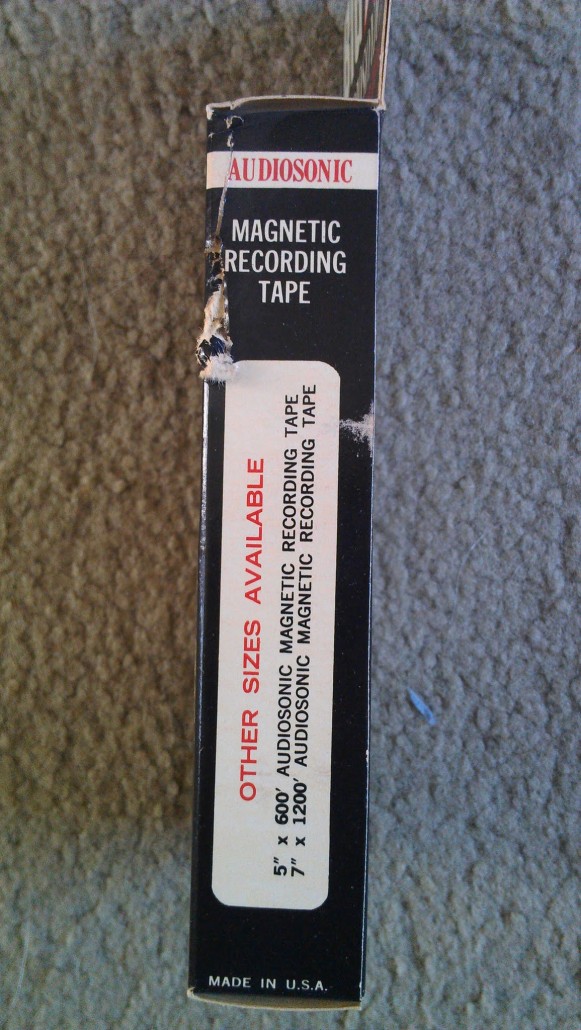 AUDIOSONIC
MAGNETIC
RECORDING
TAPE
OTHER SIZES AVAILABLE
5" x 600' AUDIOSONIC MAGNETIC RECORDING TAPE
7" x 1200' AUDIOSONIC MAGNETIC RECORDING TAPE
MADE IN U.S.A.